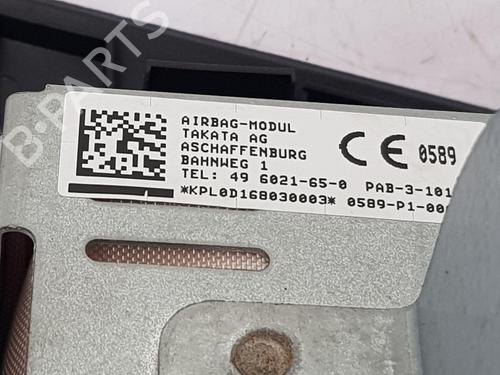 B-PARTS
AIRBAG-MODUL
TAKATA AG
ASCHAFFENBURG
BAHNWEG 1
TEL: 49 6021-65-0 PAB-3-101
*KPL0D168030003* 0589-P1-00
CE 0589